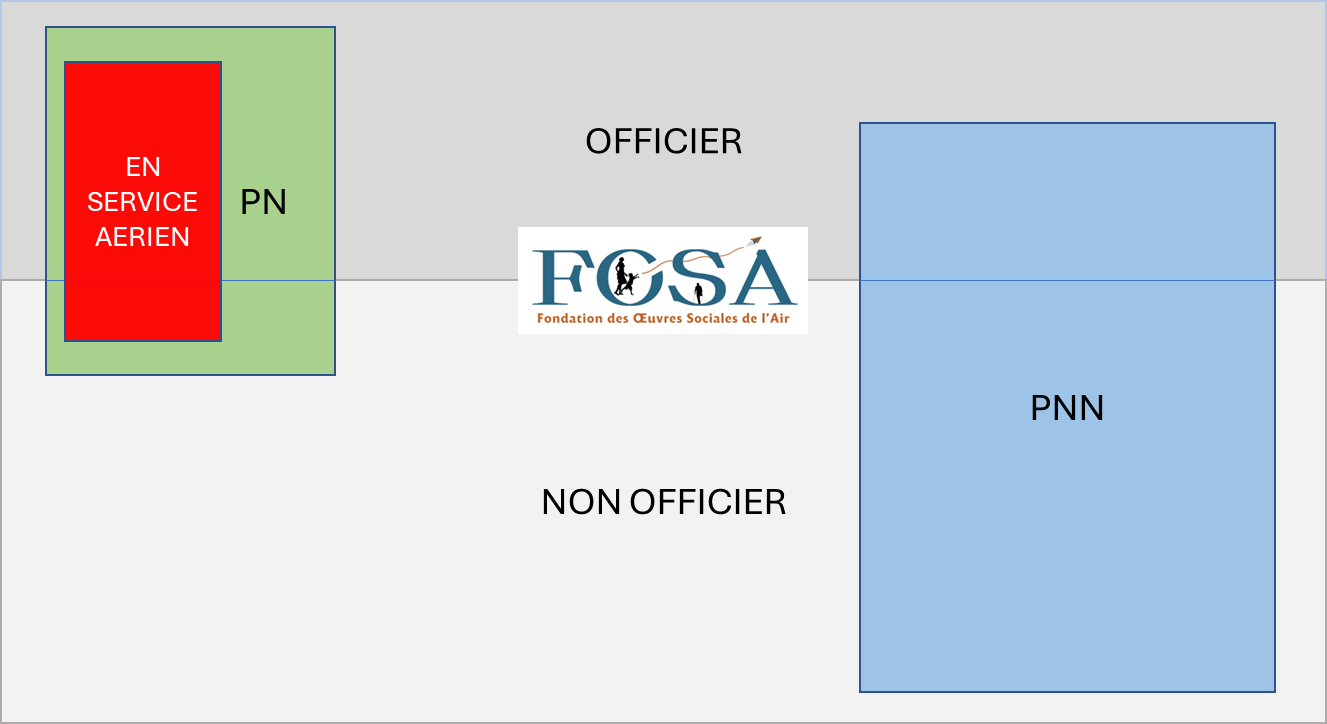 OFFICIER
EN
SERVICE
AERIEN
PN
FOSA
Fondation des Œuvres Sociales de l'Air
PNN
NON OFFICIER